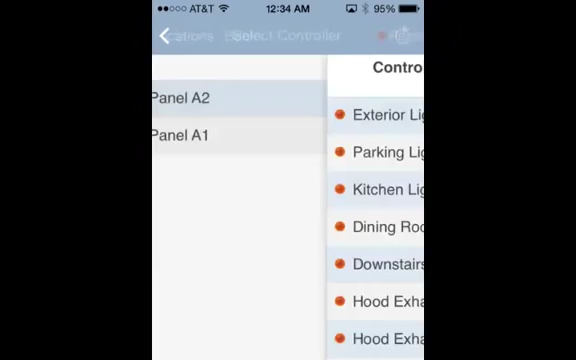 AT&T 12:34 AM 95%
Select Controller
Panel A2
Panel A1
Contro
Exterior Lig
Parking Lig
Kitchen Lig
Dining Roo
Downstairs
Hood Exha
Hood Exha